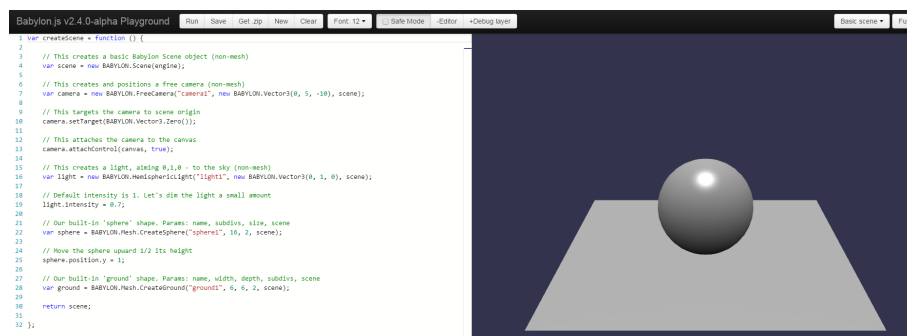 Babylon.js v2.4.0-alpha Playground Run Save Get .zip New Clear Font: 12 Safe Mode -Editor +Debug layer Basic scene Fu
1 var createScene = function () {
2
3 // This creates a basic Babylon Scene object (non-mesh)
4 var scene = new BABYLON.Scene(engine);
5
6 // This creates and positions a free camera (non-mesh)
7 var camera = new BABYLON.FreeCamera("camera1", new BABYLON.Vector3(0, 5, -10), scene);
8
9 // This targets the camera to scene origin
10 camera.setTarget(BABYLON.Vector3.Zero());
11
12 // This attaches the camera to the canvas
13 camera.attachControl(canvas, true);
14
15 // This creates a light, aiming 0,1,0 - to the sky (non-mesh)
16 var light = new BABYLON.HemisphericLight("light1", new BABYLON.Vector3(0, 1, 0), scene);
17
18 // Default intensity is 1. Let's dim the light a small amount
19 light.intensity = 0.7;
20
21 // Our built-in 'sphere' shape. Params: name, subdivs, size, scene
22 var sphere = BABYLON.Mesh.CreateSphere("sphere1", 16, 2, scene);
23
24 // Move the sphere upward 1/2 its height
25 sphere.position.y = 1;
26
27 // Our built-in 'ground' shape. Params: name, width, depth, subdivs, scene
28 var ground = BABYLON.Mesh.CreateGround("ground1", 6, 6, 2, scene);
29
30 return scene;
31
32 };